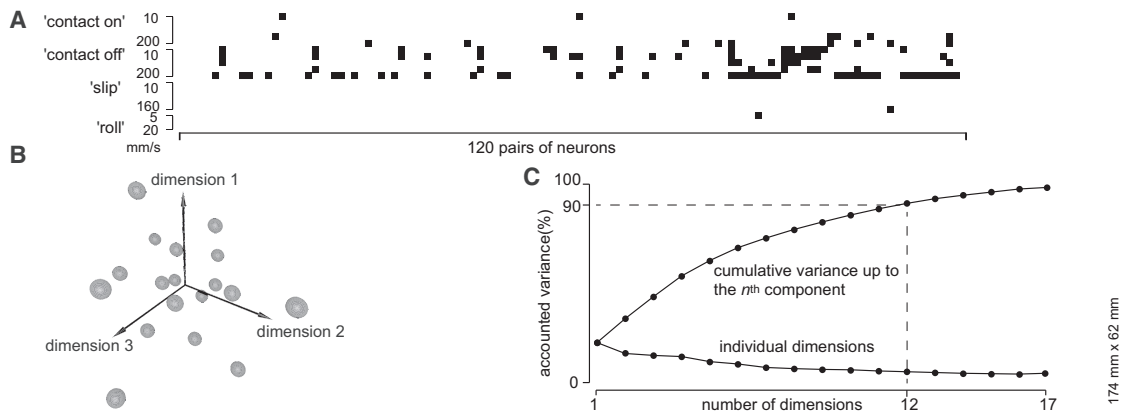 A
'contact on' 10
200
'contact off' 10
200
'slip' 10
160
'roll' 5
20
mm/s
120 pairs of neurons
B
dimension 1
dimension 2
dimension 3
C
100
90
0
accounted variance(%)
cumulative variance up to
the nth component
individual dimensions
1 12 17
number of dimensions
174 mm x 62 mm